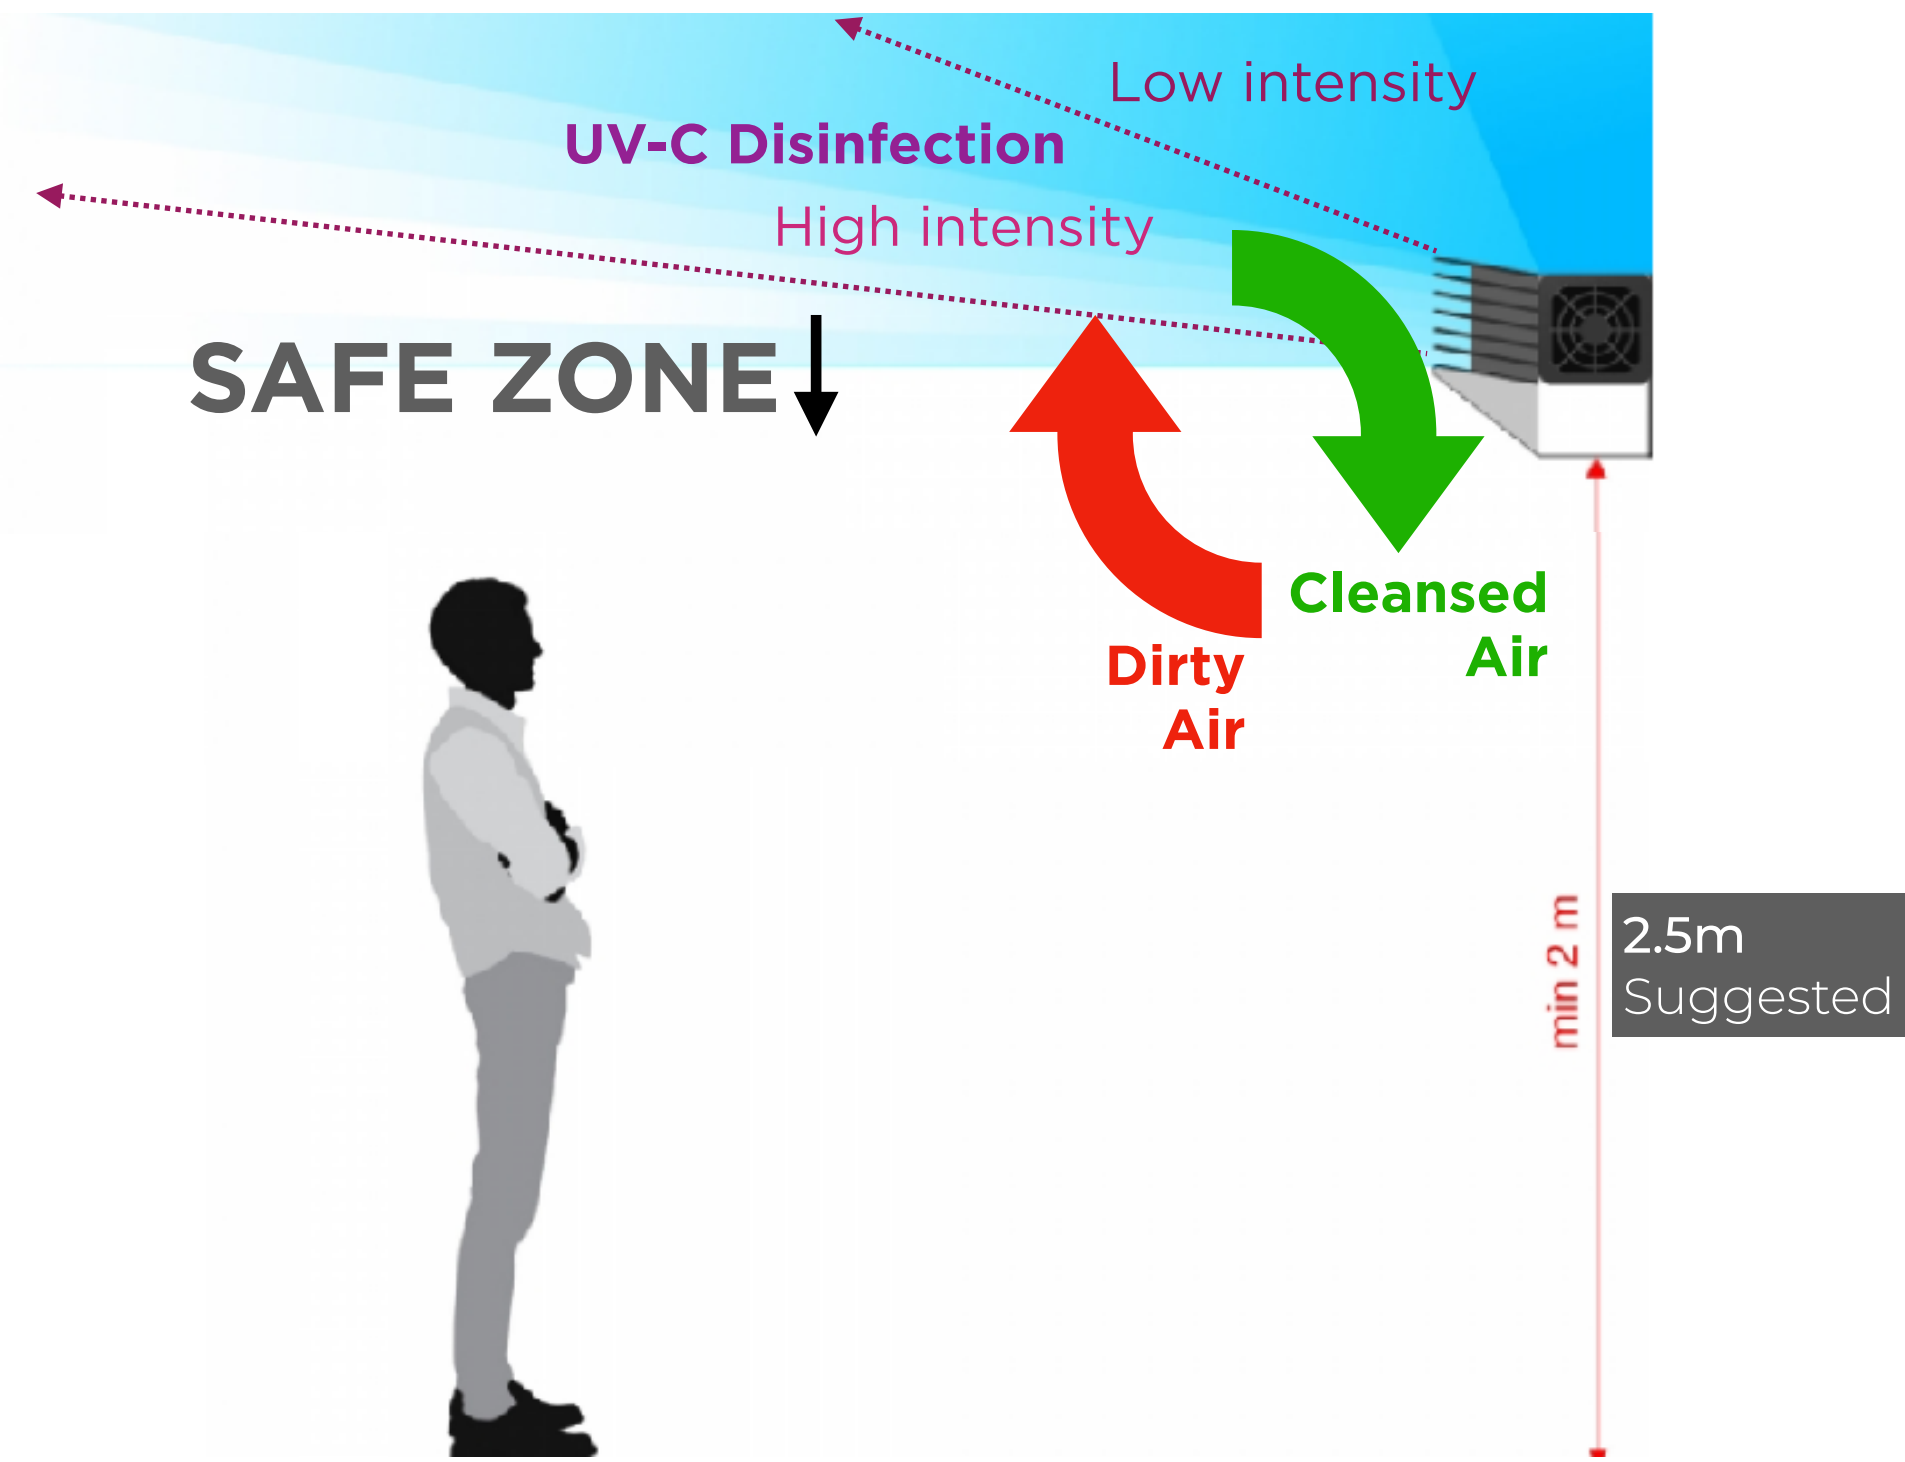 Low intensity
UV-C Disinfection
High intensity
SAFE ZONE
Cleansed
Air
Dirty
Air
min 2 m
2.5m
Suggested